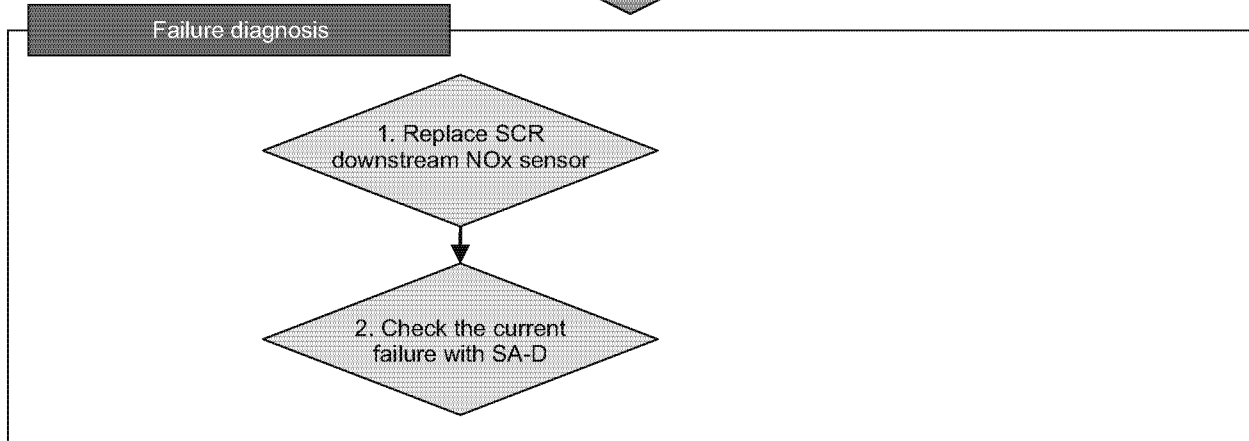 Failure diagnosis
1. Replace SCR
downstream NOx sensor
2. Check the current
failure with SA-D